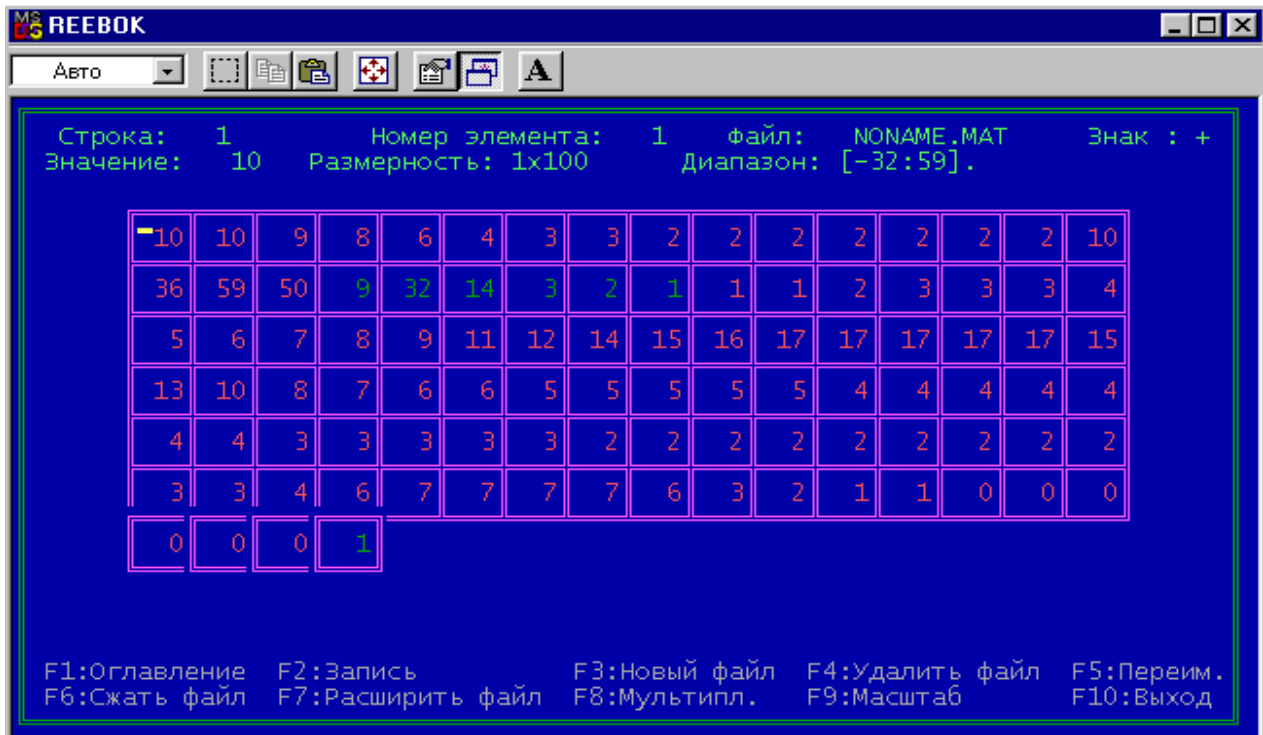 REEBOK
Авто A
Строка: 1 Номер элемента: 1 Файл: NONAME.MAT Знак : +
Значение: 10 Размерность: 1x100 Диапазон: [-32:59].
10 10 9 8 6 4 3 3 2 2 2 2 2 2 2 10
36 59 50 9 32 14 3 2 1 1 1 2 3 3 3 4
5 6 7 8 9 11 12 14 15 16 17 17 17 17 17 15
13 10 8 7 6 6 5 5 5 5 5 4 4 4 4 4
4 4 3 3 3 3 3 2 2 2 2 2 2 2 2 2
3 3 4 6 7 7 7 7 6 3 2 1 1 0 0 0
0 0 0 1
F1:Оглавление F2:Запись F3:Новый файл F4:Удалить файл F5:Переим.
F6:Сжать файл F7:Расширить файл F8:Мультипл. F9:Масштаб F10:Выход